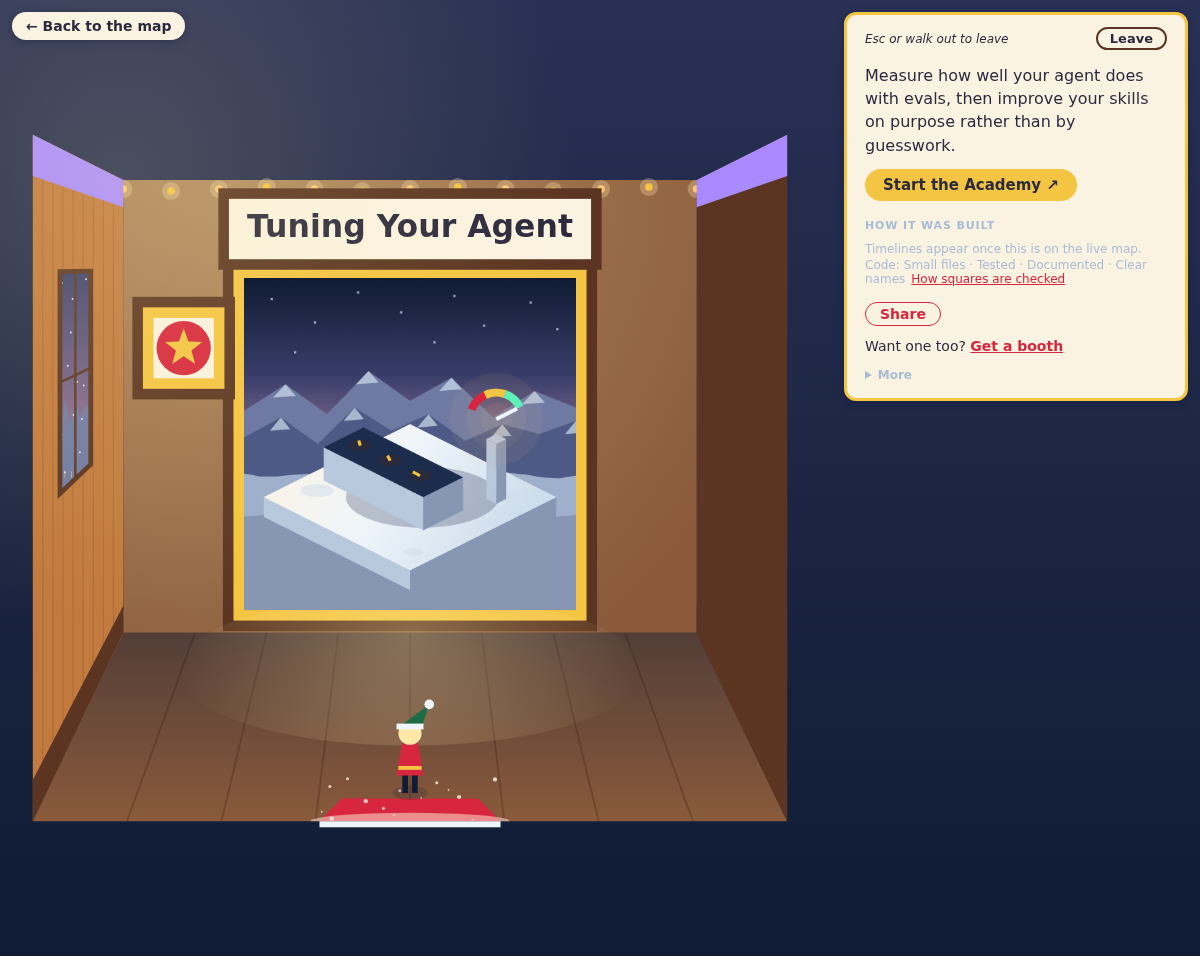 ← Back to the map
Tuning Your Agent
Esc or walk out to leave
Leave
Measure how well your agent does
with evals, then improve your skills
on purpose rather than by
guesswork.
Start the Academy ↗
HOW IT WAS BUILT
Timelines appear once this is on the live map.
Code: Small files · Tested · Documented · Clear
names How squares are checked
Share
Want one too? Get a booth
More